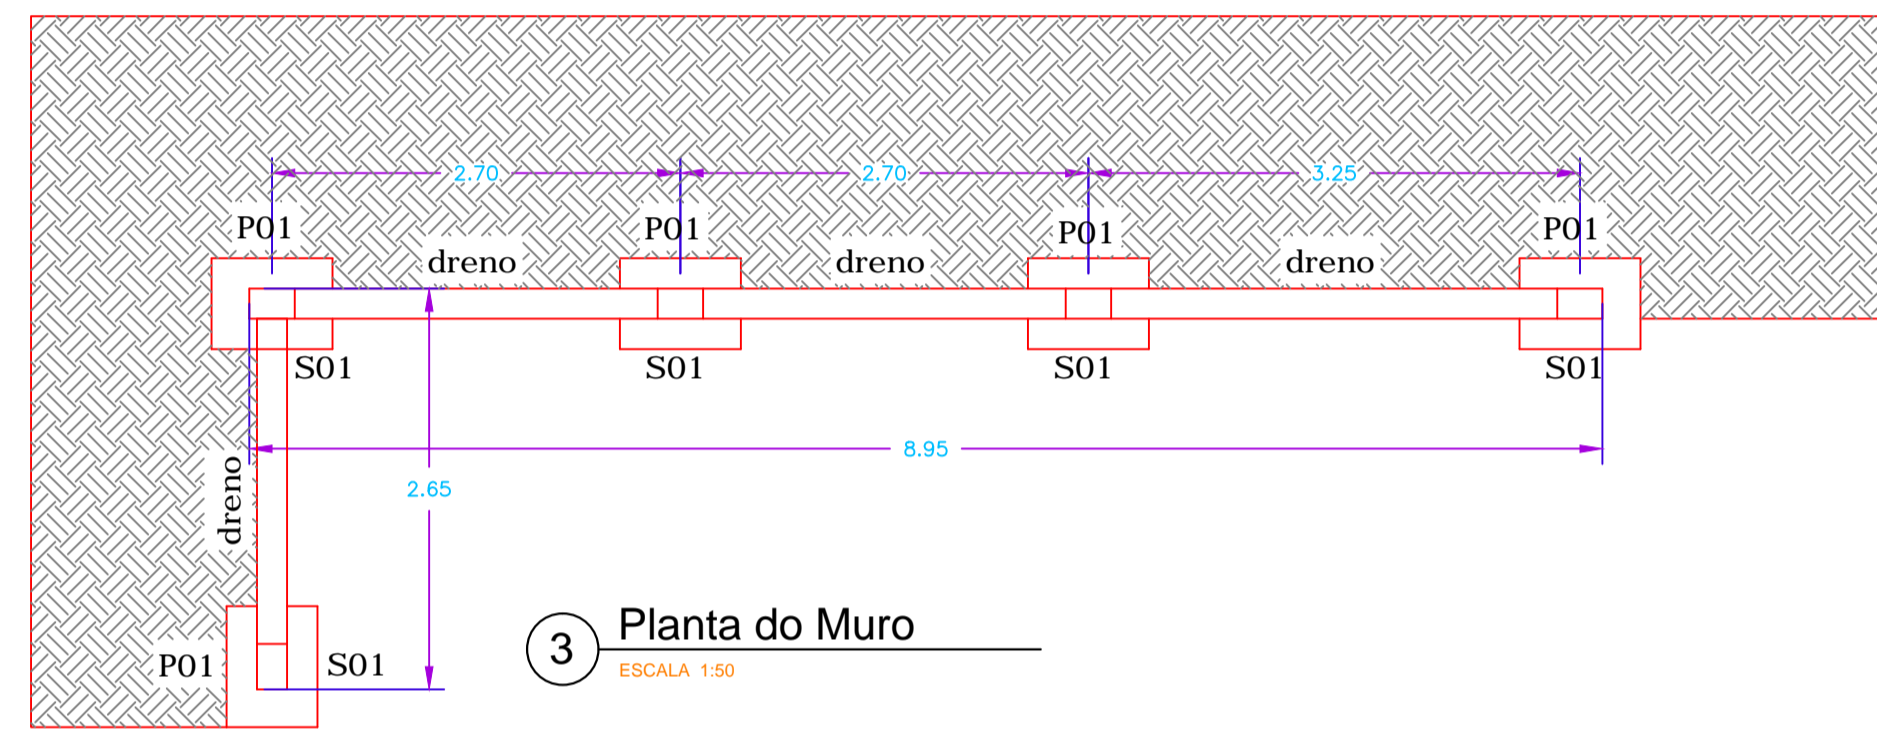 2.70
2.70
3.25
P01
P01
P01
P01
dreno
dreno
dreno
S01
S01
S01
S01
8.95
dreno
2.65
P01
S01
3
Planta do Muro
ESCALA 1:50